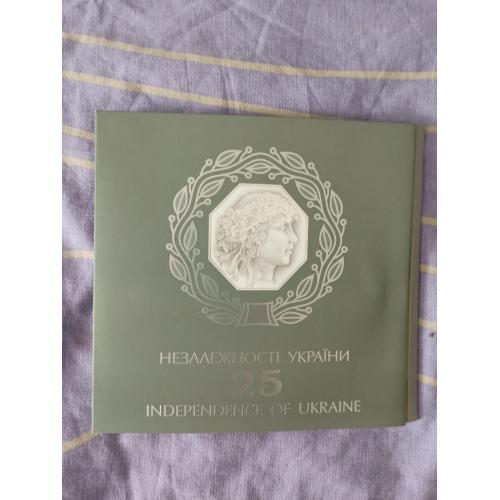 НЕЗАЛЕЖНОСТІ УКРАЇНИ
25
INDEPENDENCE OF UKRAINE